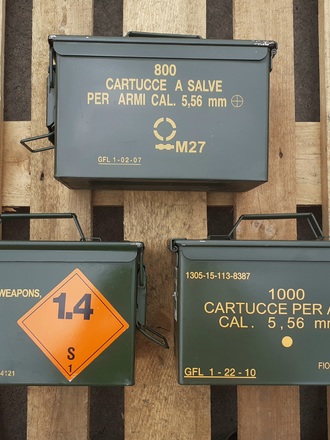 800
CARTUCCE A SALVE
PER ARMI CAL. 5,56 mm
M27
GFL 1-02-07
WEAPONS,
1.4
S
1
4121
1305-15-113-8387
1000
CARTUCCE PER
CAL. 5,56
GFL 1-22-10